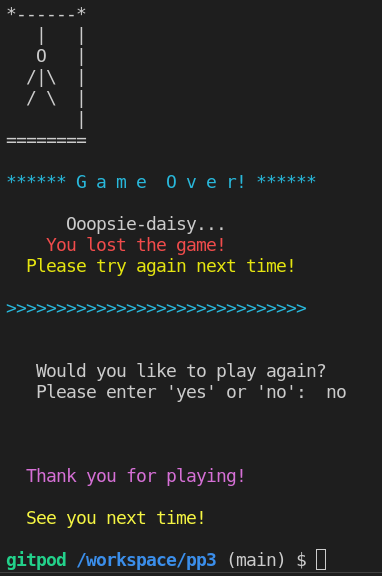 *------*
   |   |
   O   |
  /|\  |
  / \  |
       |
========
****** G a m e  O v e r! ******
Ooopsie-daisy...
You lost the game!
Please try again next time!
>>>>>>>>>>>>>>>>>>>>>>>>>>>>>>
Would you like to play again?
Please enter 'yes' or 'no':  no
Thank you for playing!
See you next time!
gitpod /workspace/pp3 (main) $